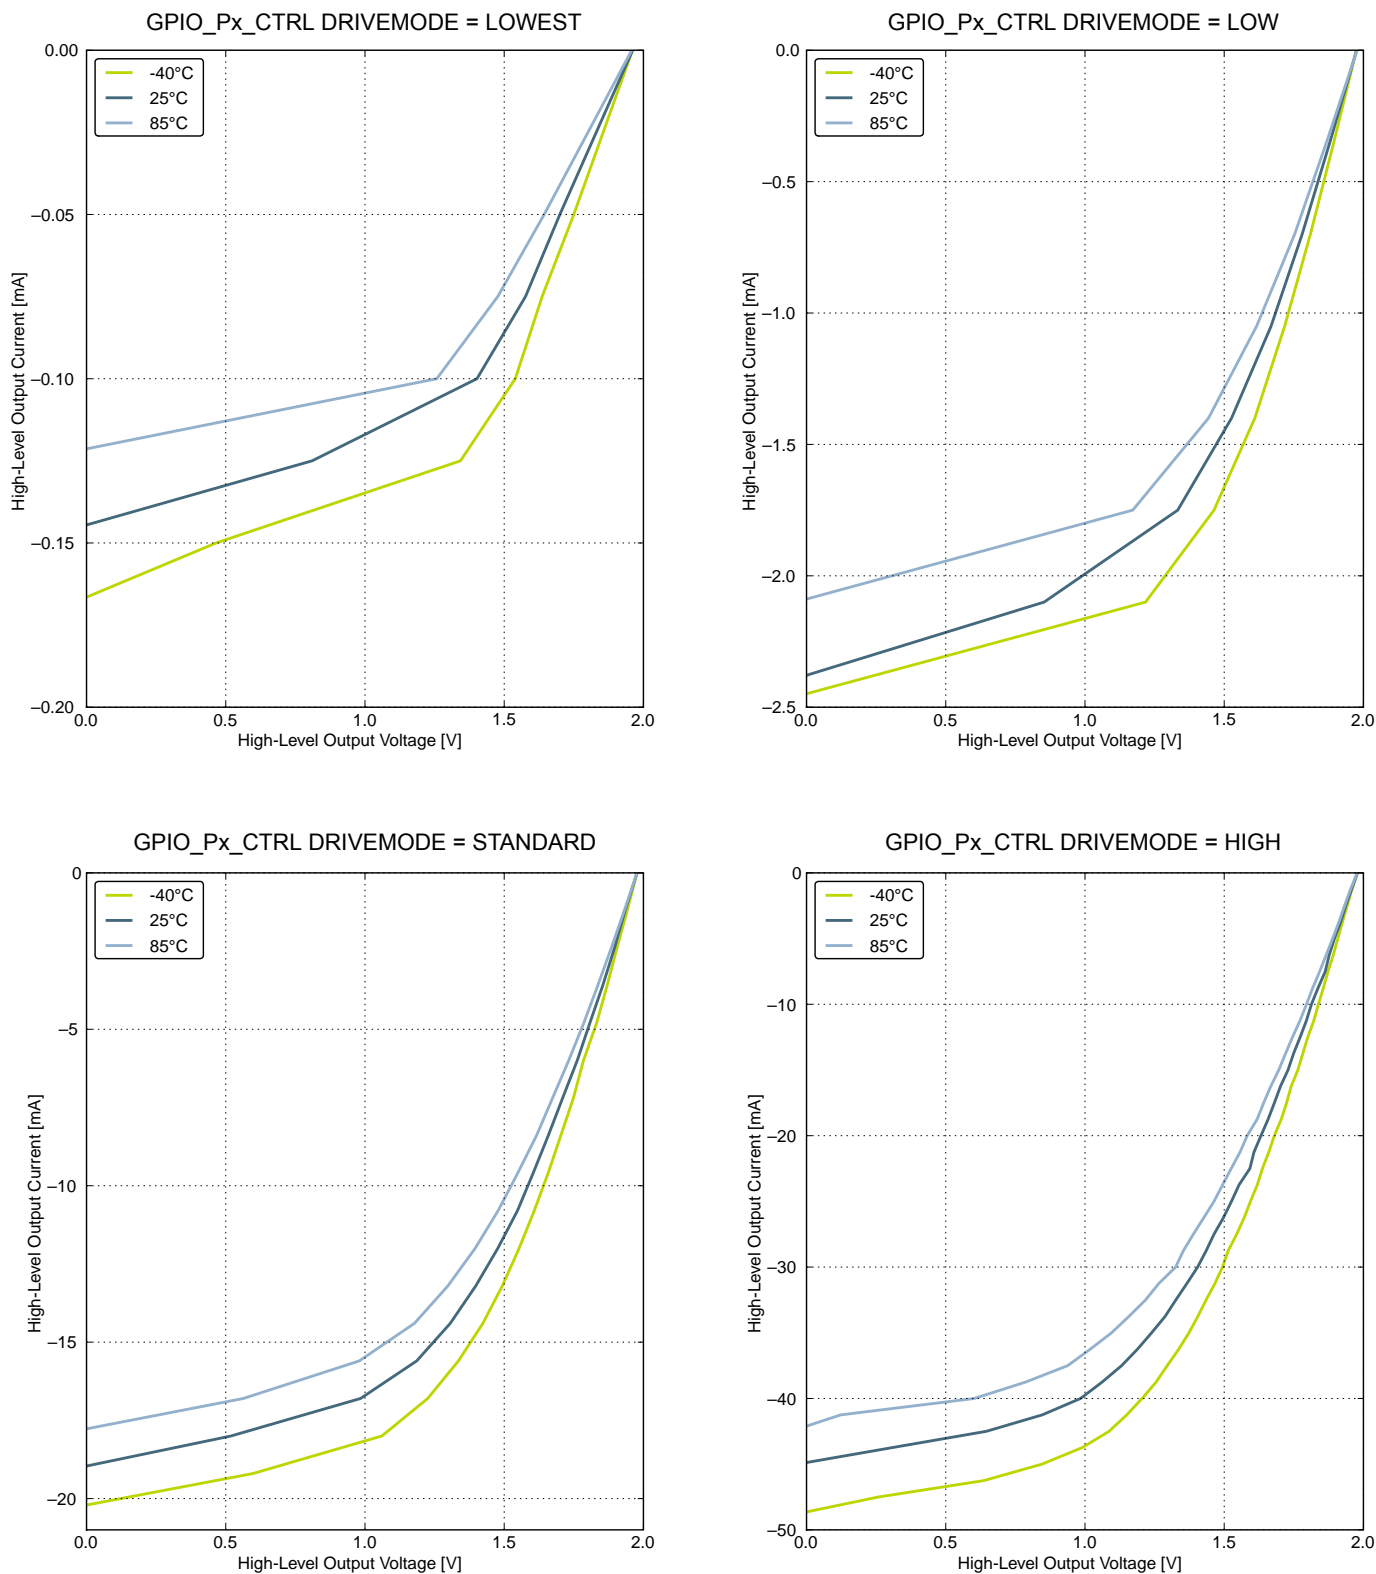 GPIO_Px_CTRL DRIVEMODE = LOWEST
0.00
−0.05
−0.10
−0.15
−0.20
High-Level Output Current [mA]
-40°C
25°C
85°C
0.0 0.5 1.0 1.5 2.0
High-Level Output Voltage [V]
GPIO_Px_CTRL DRIVEMODE = LOW
0.0
−0.5
−1.0
−1.5
−2.0
−2.5
High-Level Output Current [mA]
-40°C
25°C
85°C
0.0 0.5 1.0 1.5 2.0
High-Level Output Voltage [V]
GPIO_Px_CTRL DRIVEMODE = STANDARD
0
−5
−10
−15
−20
High-Level Output Current [mA]
-40°C
25°C
85°C
0.0 0.5 1.0 1.5 2.0
High-Level Output Voltage [V]
GPIO_Px_CTRL DRIVEMODE = HIGH
0
−10
−20
−30
−40
−50
High-Level Output Current [mA]
-40°C
25°C
85°C
0.0 0.5 1.0 1.5 2.0
High-Level Output Voltage [V]